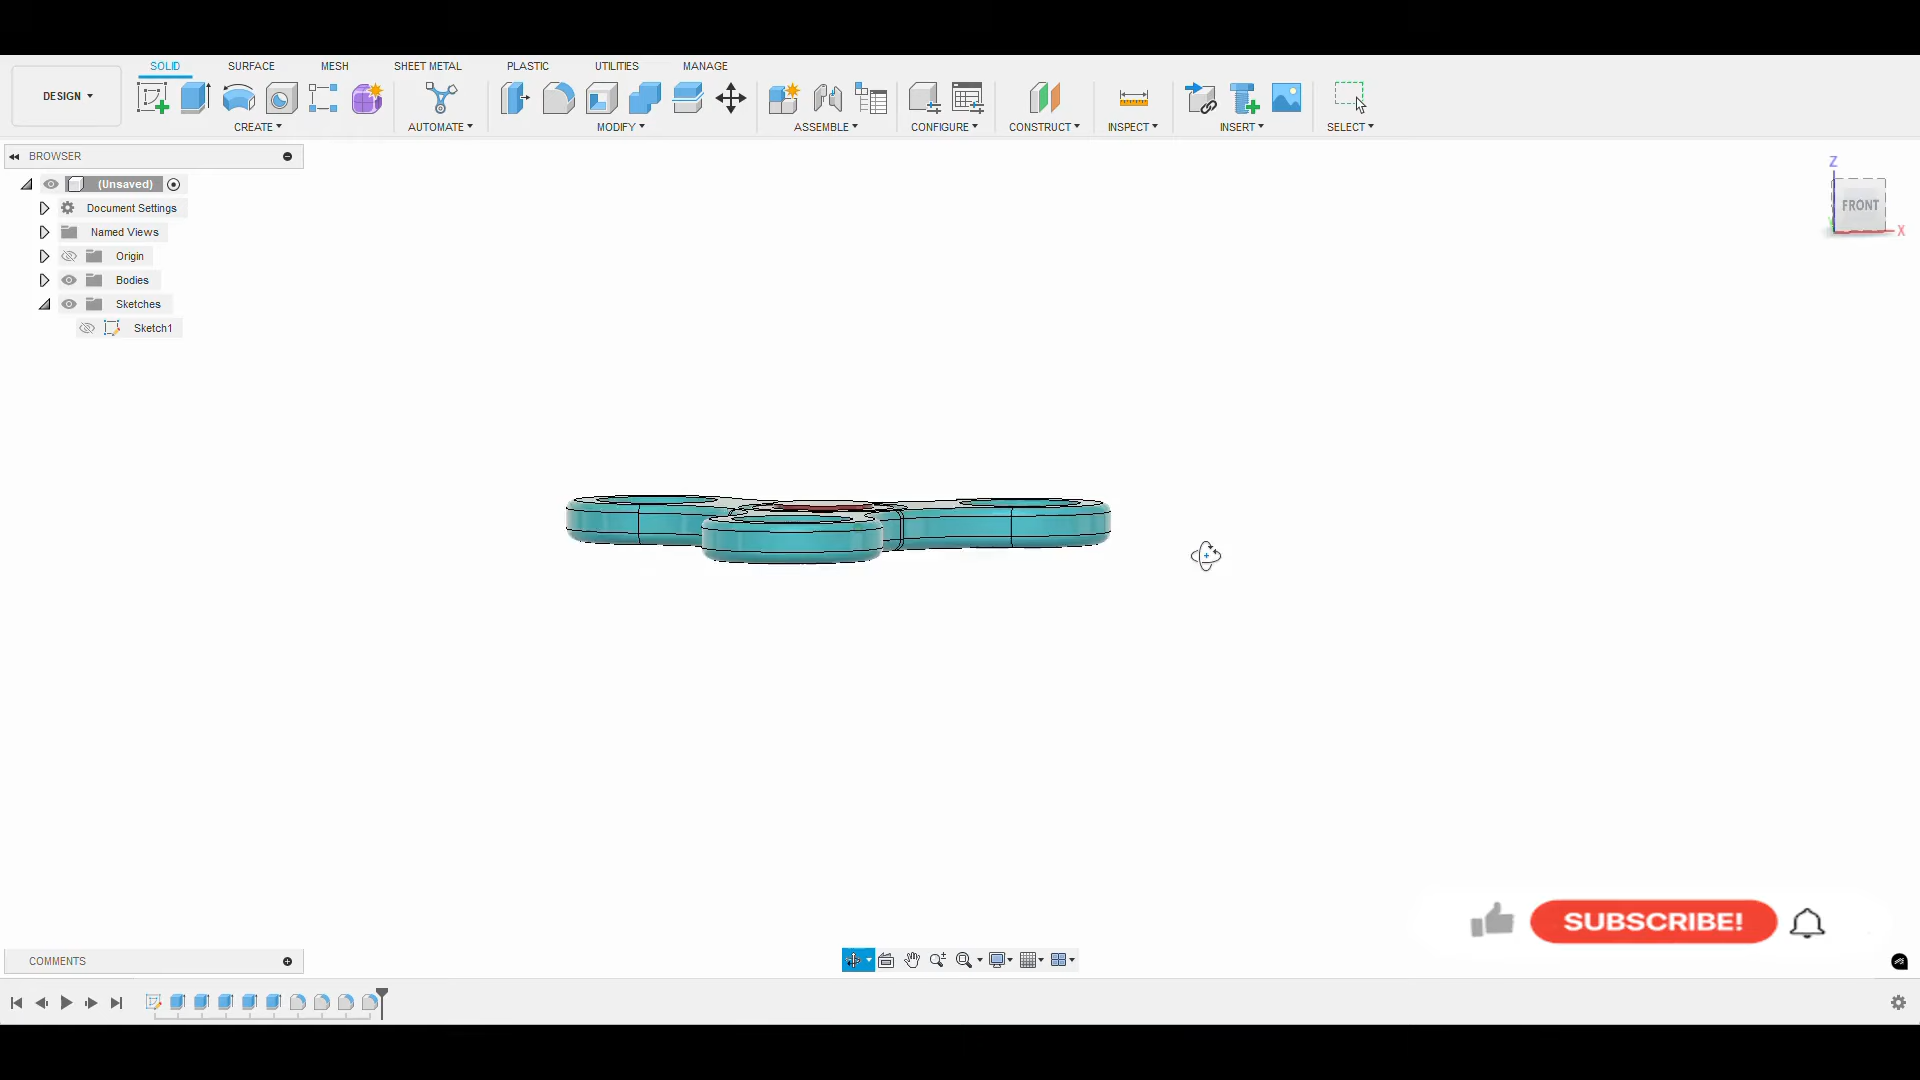 SOLID SURFACE MESH SHEET METAL PLASTIC UTILITIES MANAGE
DESIGN
CREATE AUTOMATE MODIFY ASSEMBLE CONFIGURE CONSTRUCT INSPECT INSERT SELECT
BROWSER
(Unsaved)
Document Settings
Named Views
Origin
Bodies
Sketches
Sketch1
Z
FRONT
X
SUBSCRIBE!
COMMENTS